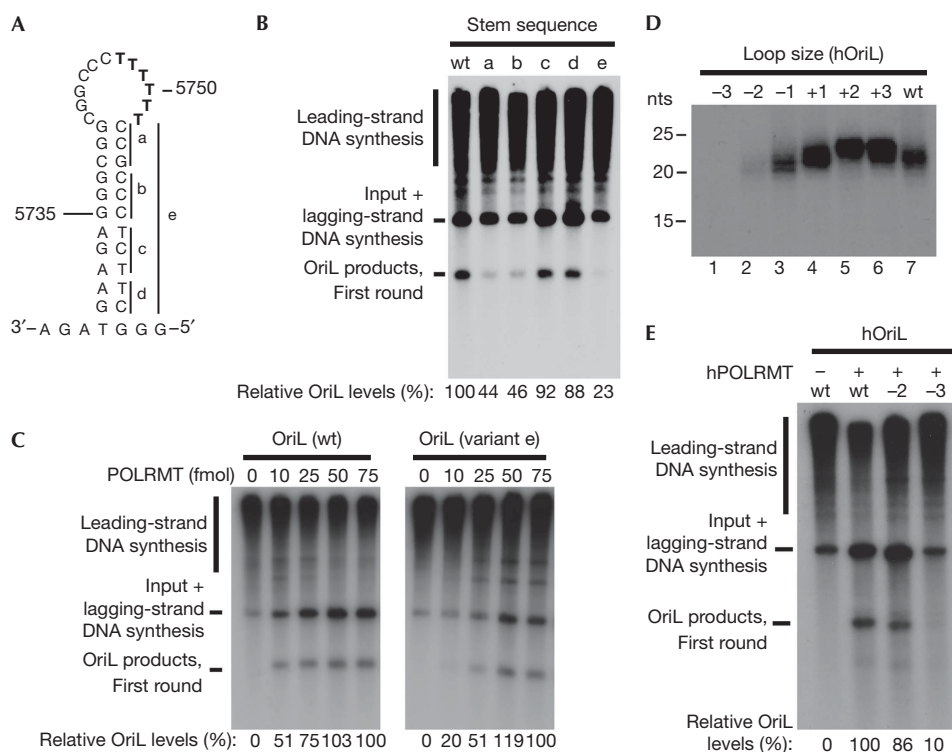 A
C G G C C C T T T T T T
5750
G C
G C
C G
G C
G C
5735 G C
A T
G C
A T
A T
G C
a
b
c
d
e
3′–A G A T G G G–5′
B
Stem sequence
wt a b c d e
Leading-strand
DNA synthesis
Input +
lagging-strand
DNA synthesis
OriL products,
First round
Relative OriL levels (%): 100 44 46 92 88 23
C
OriL (wt) OriL (variant e)
POLRMT (fmol) 0 10 25 50 75 0 10 25 50 75
Leading-strand
DNA synthesis
Input +
lagging-strand
DNA synthesis
OriL products,
First round
Relative OriL levels (%): 0 51 75 103 100 0 20 51 119 100
D
Loop size (hOriL)
nts −3 −2 −1 +1 +2 +3 wt
25
20
15
1 2 3 4 5 6 7
E
hOriL
hPOLRMT − + + +
wt wt −2 −3
Leading-strand
DNA synthesis
Input +
lagging-strand
DNA synthesis
OriL products,
First round
Relative OriL
levels (%): 0 100 86 10